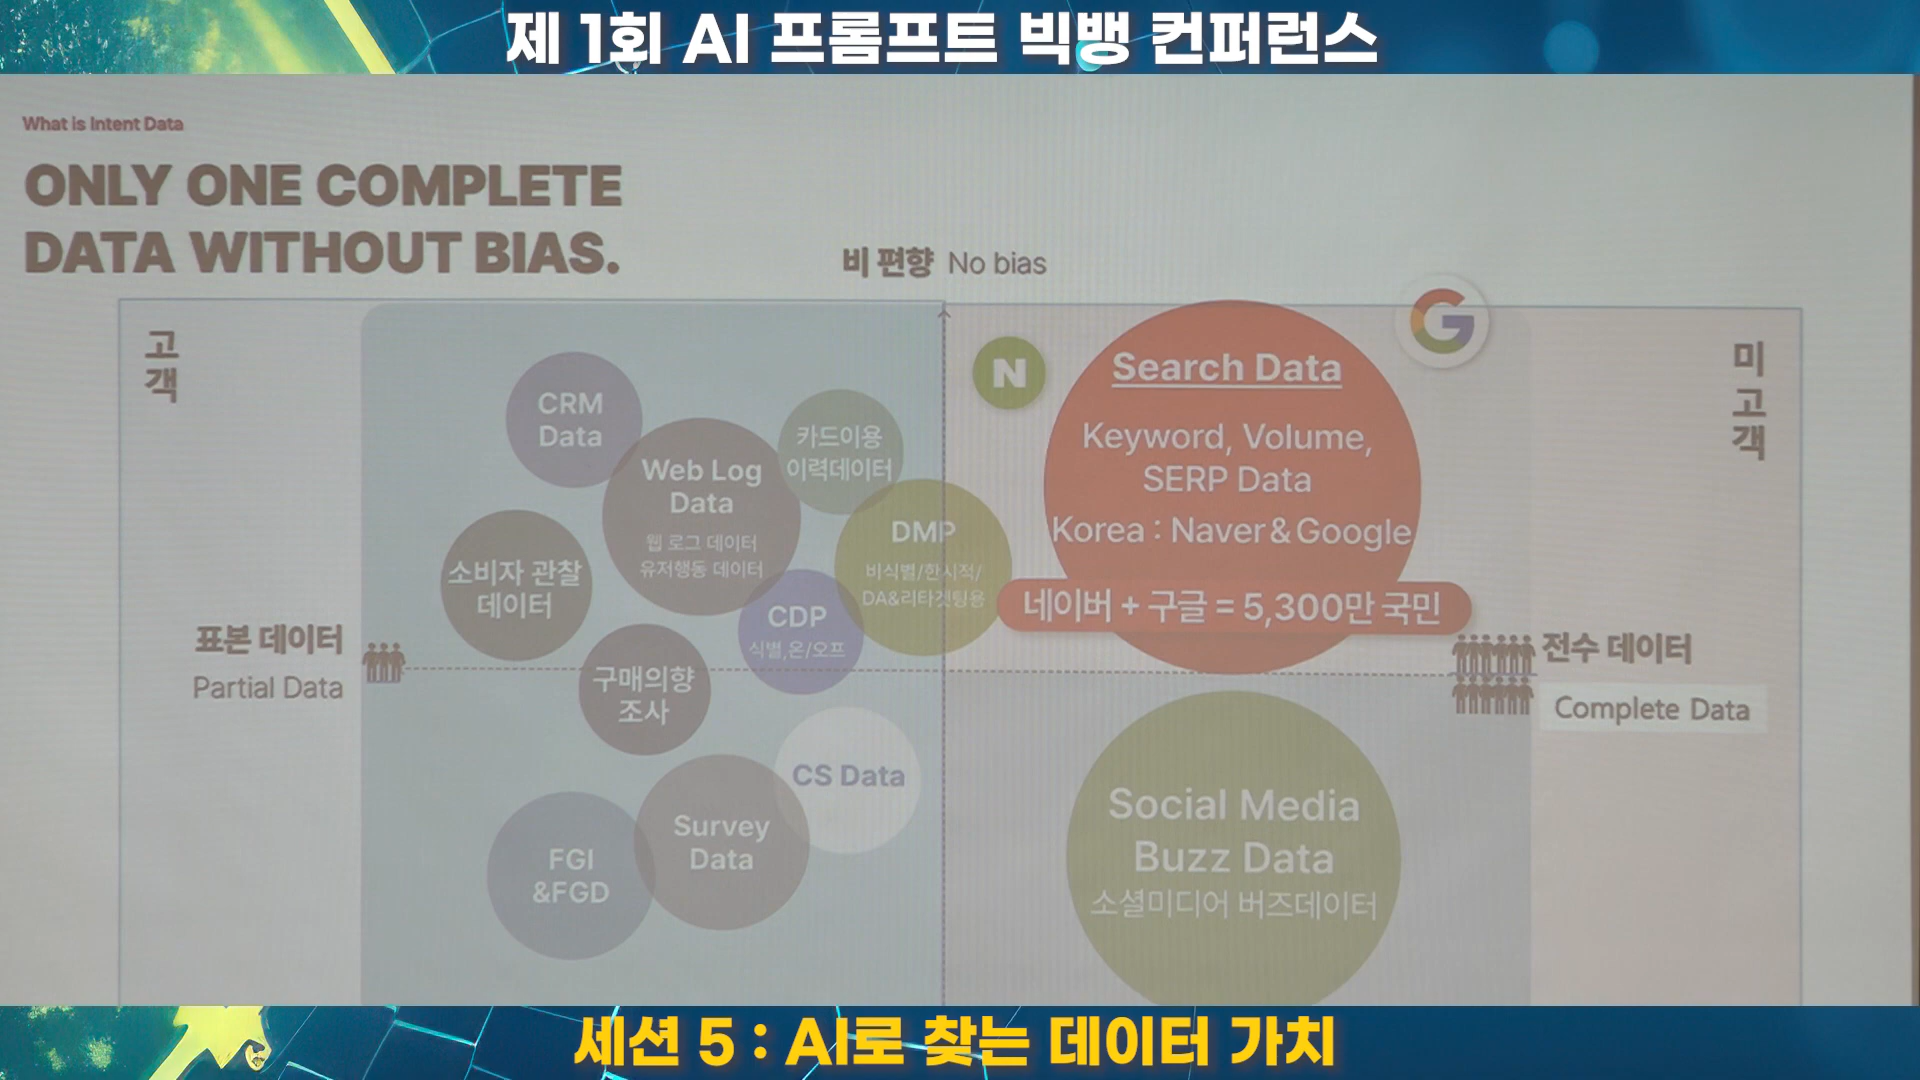 제 1회 AI 프롬프트 빅뱅 컨퍼런스
What is Intent Data
ONLY ONE COMPLETE
DATA WITHOUT BIAS.
비 편향 No bias
고
객
미
고
객
CRM
Data
Web Log
Data
웹 로그 데이터
유저행동 데이터
카드이용
이력데이터
DMP
비식별/한시적/
DA&리타겟팅용
소비자 관찰
데이터
CDP
식별,온/오프
구매의향
조사
CS Data
Survey
Data
FGI
&FGD
표본 데이터
Partial Data
N
G
Search Data
Keyword, Volume,
SERP Data
Korea : Naver & Google
네이버 + 구글 = 5,300만 국민
전수 데이터
Complete Data
Social Media
Buzz Data
소셜미디어 버즈데이터
세션 5 : AI로 찾는 데이터 가치